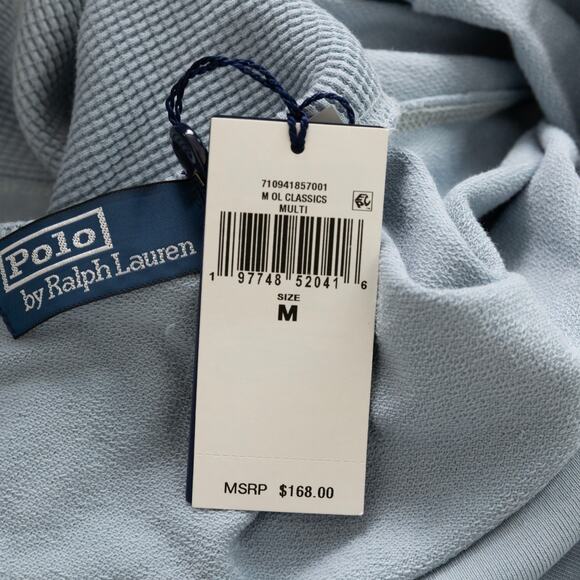 Polo
by Ralph Lauren
710941857001
M OL CLASSICS
MULTI
1 97748 52041 6
SIZE
M
MSRP $168.00